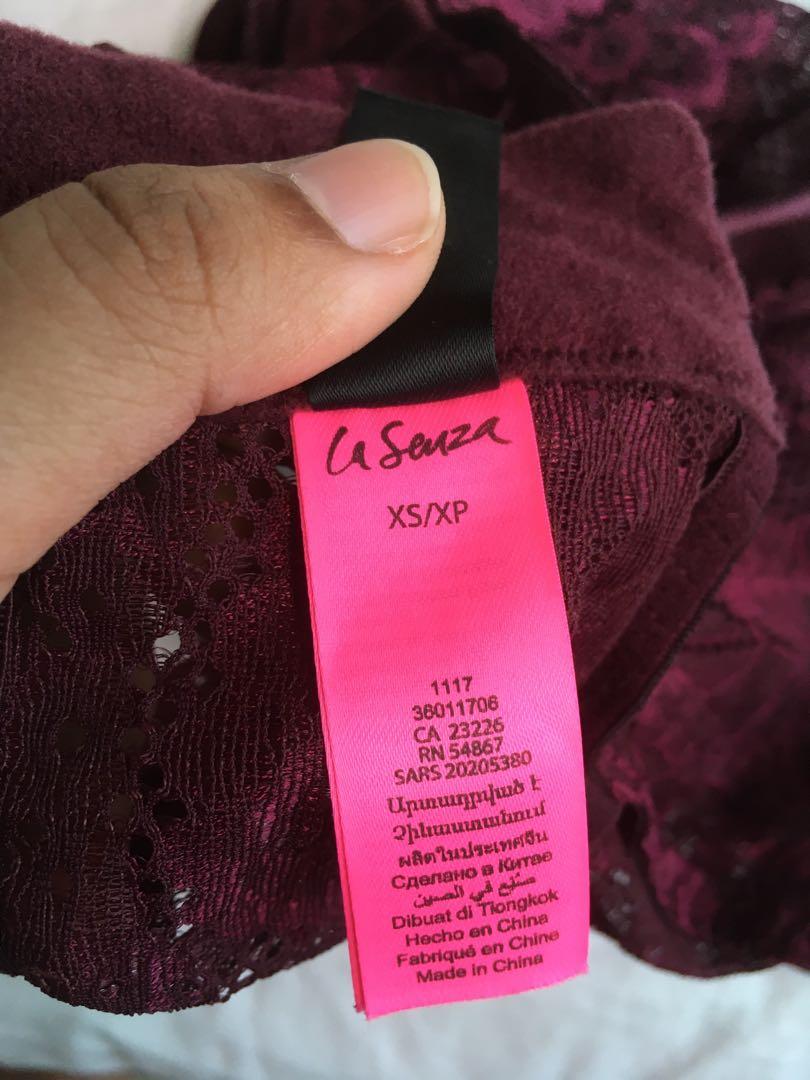 La Senza
XS/XP
1117
36011706
CA 23226
RN 54867
SARS 20205380
Արտադրված է
Չինաստանում
ผลิตในประเทศจีน
Сделано в Китае
صنع في الصين
Dibuat di Tiongkok
Hecho en China
Fabriqué en Chine
Made in China